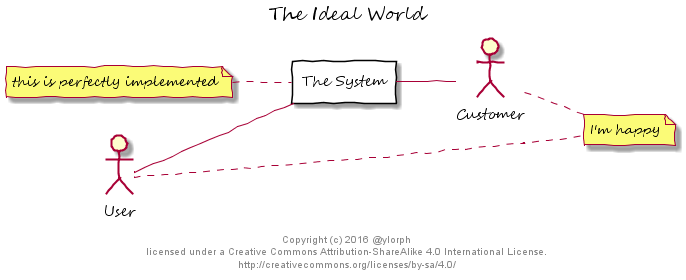 The Ideal World
this is perfectly implemented
The System
Customer
I'm happy
User
Copyright (c) 2016 @ylorph
licensed under a Creative Commons Attribution-ShareAlike 4.0 International License.
http://creativecommons.org/licenses/by-sa/4.0/